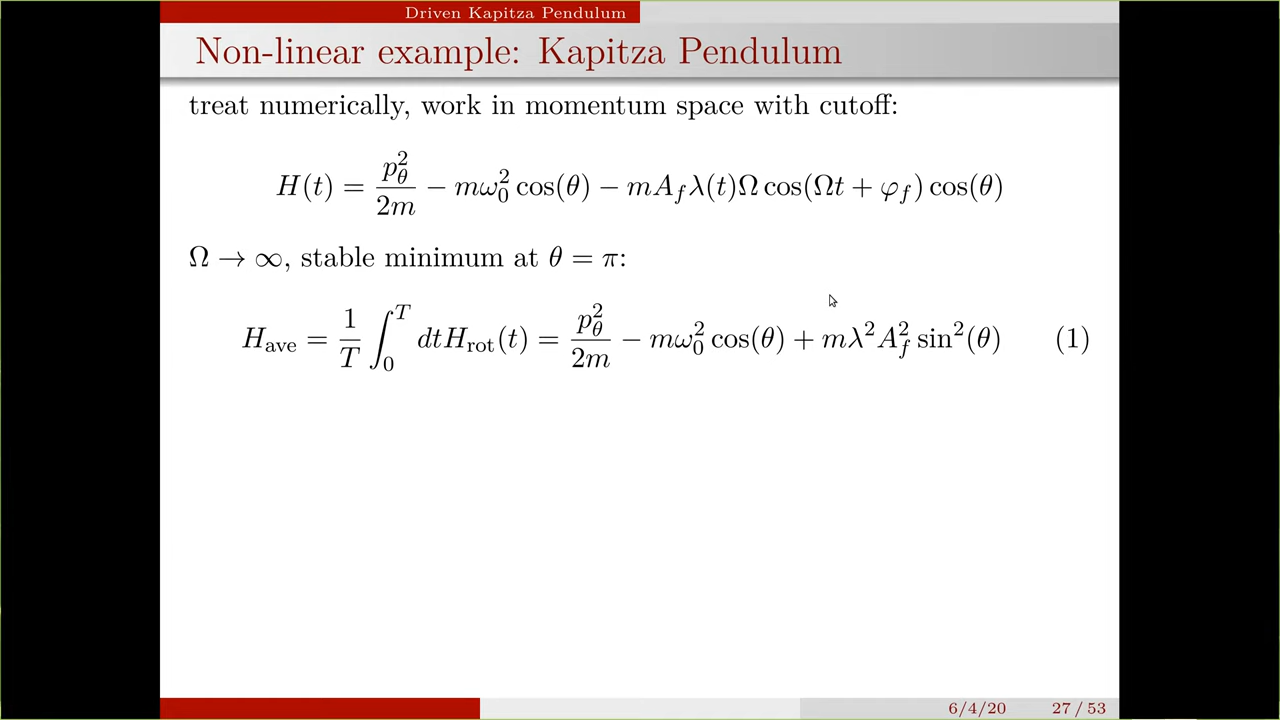 Driven Kapitza Pendulum
Non-linear example: Kapitza Pendulum
treat numerically, work in momentum space with cutoff:
H(t) = p_θ^2/2m − mω_0^2 cos(θ) − mA_f λ(t)Ω cos(Ωt + φ_f) cos(θ)
Ω → ∞, stable minimum at θ = π:
H_ave = 1/T ∫_0^T dtH_rot(t) = p_θ^2/2m − mω_0^2 cos(θ) + mλ^2 A_f^2 sin^2(θ) (1)
6/4/20 27 / 53